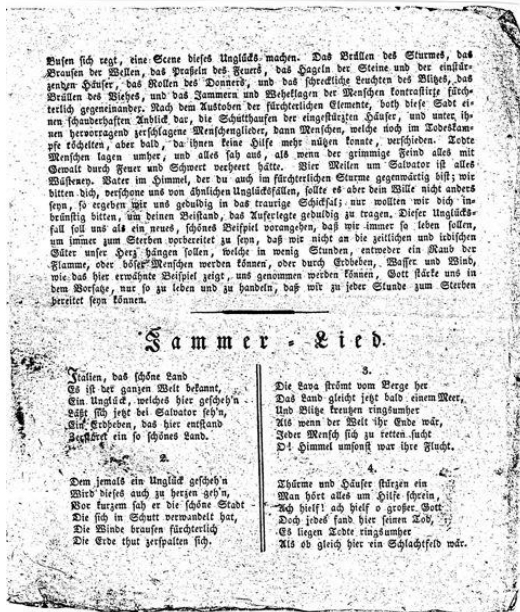 Busen sich regt, eine Scene dieses Unglücks machen. Das Brüllen des Sturmes, das
Brausen der Wellen, das Praßeln des Feuers, das Hageln der Steine und der einstür-
zenden Häuser, das Rollen des Donners, und das schreckliche Leuchten des Blitzes, das
Brüllen des Viehes, und das Jammern und Wehklagen der Menschen kontrastirte fürch-
terlich gegeneinander. Nach dem Austoben der fürchterlichen Elemente, both diese Sadt ei-
nen schauderhaften Anblick dar, die Schutthaufen der eingestürzten Häuser, und unter ih-
nen hervorragend zerschlagene Menschenglieder, dann Menschen, welche noch im Todeskam-
pfe röchelten, aber bald, da ihnen keine Hilfe mehr nützen konnte, verschieden. Todte
Menschen lagen umher, und alles sah aus, als wenn der grimmige Feind alles mit
Gewalt durch Feuer und Schwert verheert hätte. Vier Meilen um Salvator ist alles
Wüsteney. Vater im Himmel, der du auch im fürchterlichen Sturme gegenwärtig bist; wir
bitten dich, verschone uns von ähnlichen Unglücksfällen, sollte es aber dein Wille nicht anders
seyn, so ergeben wir uns geduldig in das traurige Schicksal; nur wollten wir dich in-
brünstig bitten, um deinen Beistand, das Auferlegte geduldig zu tragen. Dieser Unglücks-
fall soll uns als ein neues, schönes Beispiel vorangehen, daß wir immer so leben sollen,
um immer zum Sterben vorbereitet zu seyn, daß wir nicht an die zeitlichen und irdischen
Güter unser Herz hängen sollen, welche in wenig Stunden, entweder ein Raub der
Flamme, oder böser Menschen werden können, oder durch Erdbeben, Wasser und Wind,
wie das hier erwähnte Beispiel zeigt, uns genommen werden können, Gott stärke uns in
dem Vorsatze, nur so zu leben und zu handeln, daß wir zu jeder Stunde zum Sterben
bereitet seyn können.
Jammer-Lied.
Italien, das schöne Land
Es ist der ganzen Welt bekannt,
Ein Unglück, welches hier gescheh'n
Läßt sich jetzt bei Salvator seh'n,
Ein Erdbeben, das hier entstand
Zerstöret ein so schönes Land.
2.
Dem jemals ein Unglück gescheh'n
Wird dieses auch zu herzen geh'n,
Vor kurzem sah er die schöne Stadt
Die sich in Schutt verwandelt hat,
Die Winde brausen fürchterlich
Die Erde thut zerspalten sich.
3.
Die Lava strömt vom Berge her
Das Land gleicht jetzt bald einem Meer,
Und Blitze kreutzen ringsumher
Als wenn der Welt ihr Ende wär,
Jeder Mensch sich zu retten sucht
O! Himmel umsonst war ihre Flucht.
4.
Thürme und Häuser stürzen ein
Man hört alles um Hilfe schrein,
Ach hielf! ach hielf o großer Gott
Doch jedes fand hier seinen Tod,
Es liegen Todte ringsumher
Als ob gleich hier ein Schlachtfeld wär.